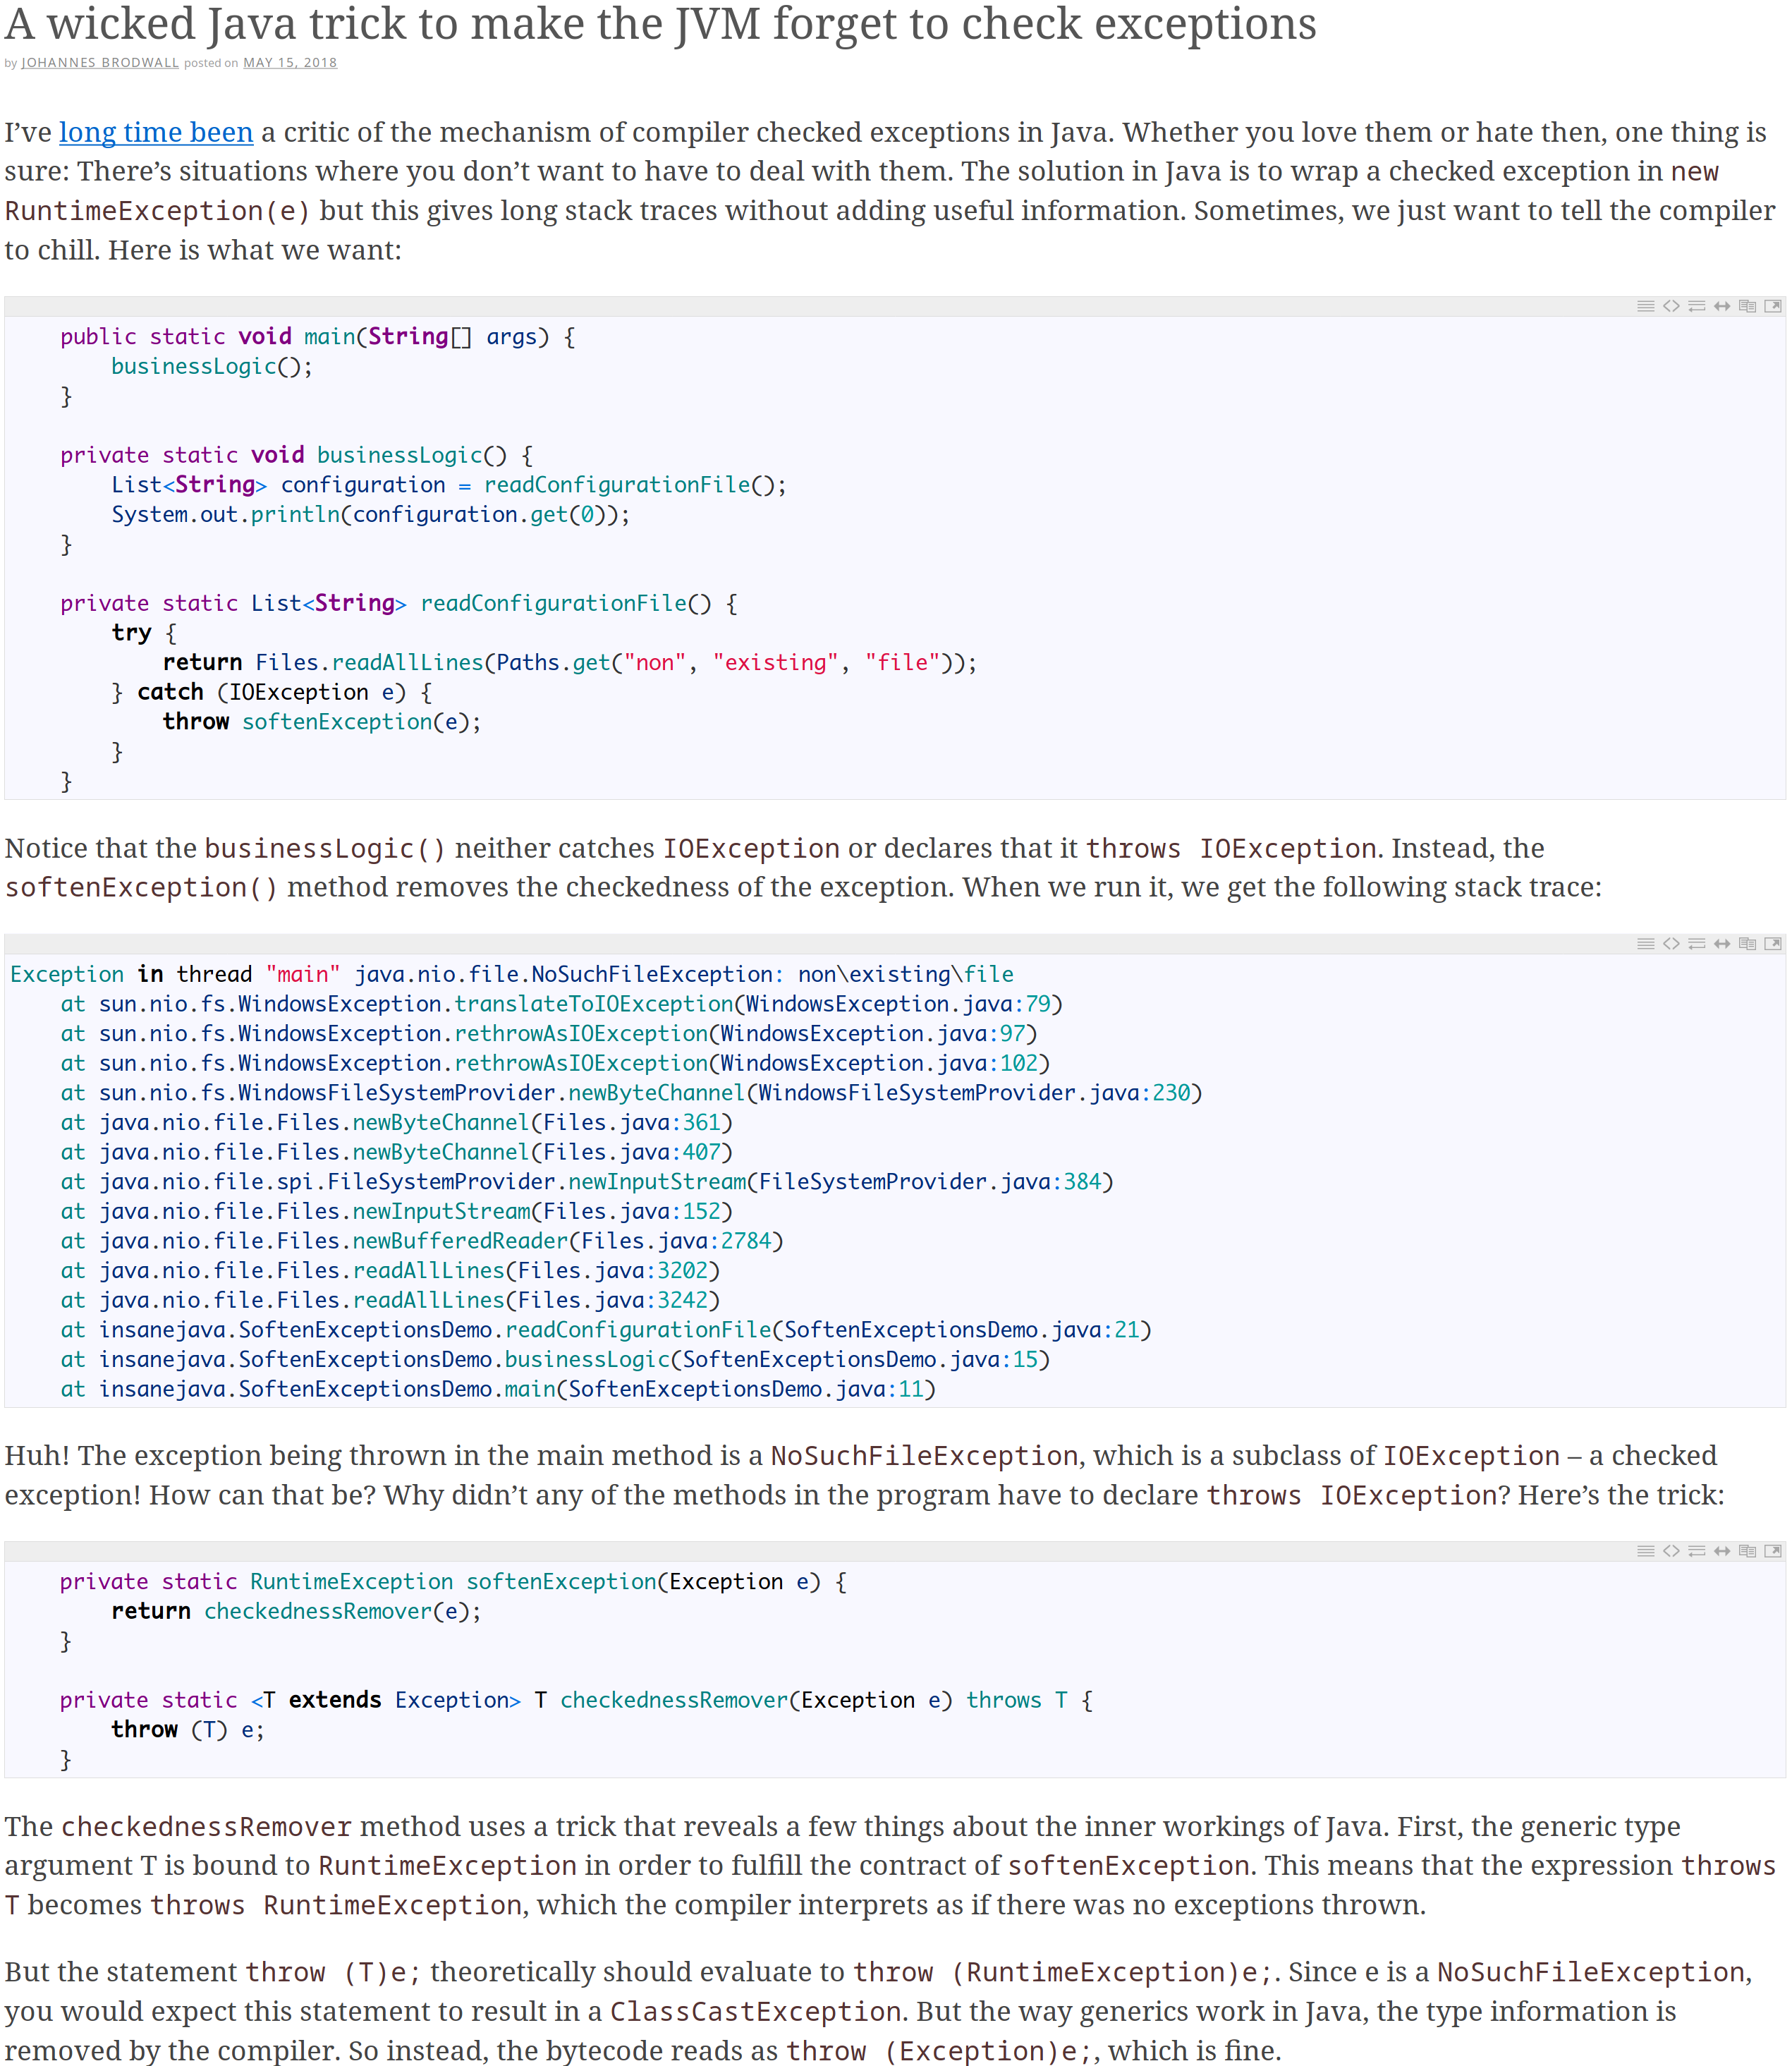 A wicked Java trick to make the JVM forget to check exceptions
by JOHANNES BRODWALL posted on MAY 15, 2018
I’ve long time been a critic of the mechanism of compiler checked exceptions in Java. Whether you love them or hate then, one thing is
sure: There’s situations where you don’t want to have to deal with them. The solution in Java is to wrap a checked exception in new
RuntimeException(e) but this gives long stack traces without adding useful information. Sometimes, we just want to tell the compiler
to chill. Here is what we want:
public static void main(String[] args) {
businessLogic();
}
private static void businessLogic() {
List<String> configuration = readConfigurationFile();
System.out.println(configuration.get(0));
}
private static List<String> readConfigurationFile() {
try {
return Files.readAllLines(Paths.get("non", "existing", "file"));
} catch (IOException e) {
throw softenException(e);
}
}
Notice that the businessLogic() neither catches IOException or declares that it throws IOException. Instead, the
softenException() method removes the checkedness of the exception. When we run it, we get the following stack trace:
Exception in thread "main" java.nio.file.NoSuchFileException: non\existing\file
at sun.nio.fs.WindowsException.translateToIOException(WindowsException.java:79)
at sun.nio.fs.WindowsException.rethrowAsIOException(WindowsException.java:97)
at sun.nio.fs.WindowsException.rethrowAsIOException(WindowsException.java:102)
at sun.nio.fs.WindowsFileSystemProvider.newByteChannel(WindowsFileSystemProvider.java:230)
at java.nio.file.Files.newByteChannel(Files.java:361)
at java.nio.file.Files.newByteChannel(Files.java:407)
at java.nio.file.spi.FileSystemProvider.newInputStream(FileSystemProvider.java:384)
at java.nio.file.Files.newInputStream(Files.java:152)
at java.nio.file.Files.newBufferedReader(Files.java:2784)
at java.nio.file.Files.readAllLines(Files.java:3202)
at java.nio.file.Files.readAllLines(Files.java:3242)
at insanejava.SoftenExceptionsDemo.readConfigurationFile(SoftenExceptionsDemo.java:21)
at insanejava.SoftenExceptionsDemo.businessLogic(SoftenExceptionsDemo.java:15)
at insanejava.SoftenExceptionsDemo.main(SoftenExceptionsDemo.java:11)
Huh! The exception being thrown in the main method is a NoSuchFileException, which is a subclass of IOException – a checked
exception! How can that be? Why didn’t any of the methods in the program have to declare throws IOException? Here’s the trick:
private static RuntimeException softenException(Exception e) {
return checkednessRemover(e);
}
private static <T extends Exception> T checkednessRemover(Exception e) throws T {
throw (T) e;
}
The checkednessRemover method uses a trick that reveals a few things about the inner workings of Java. First, the generic type
argument T is bound to RuntimeException in order to fulfill the contract of softenException. This means that the expression throws
T becomes throws RuntimeException, which the compiler interprets as if there was no exceptions thrown.
But the statement throw (T)e; theoretically should evaluate to throw (RuntimeException)e;. Since e is a NoSuchFileException,
you would expect this statement to result in a ClassCastException. But the way generics work in Java, the type information is
removed by the compiler. So instead, the bytecode reads as throw (Exception)e;, which is fine.